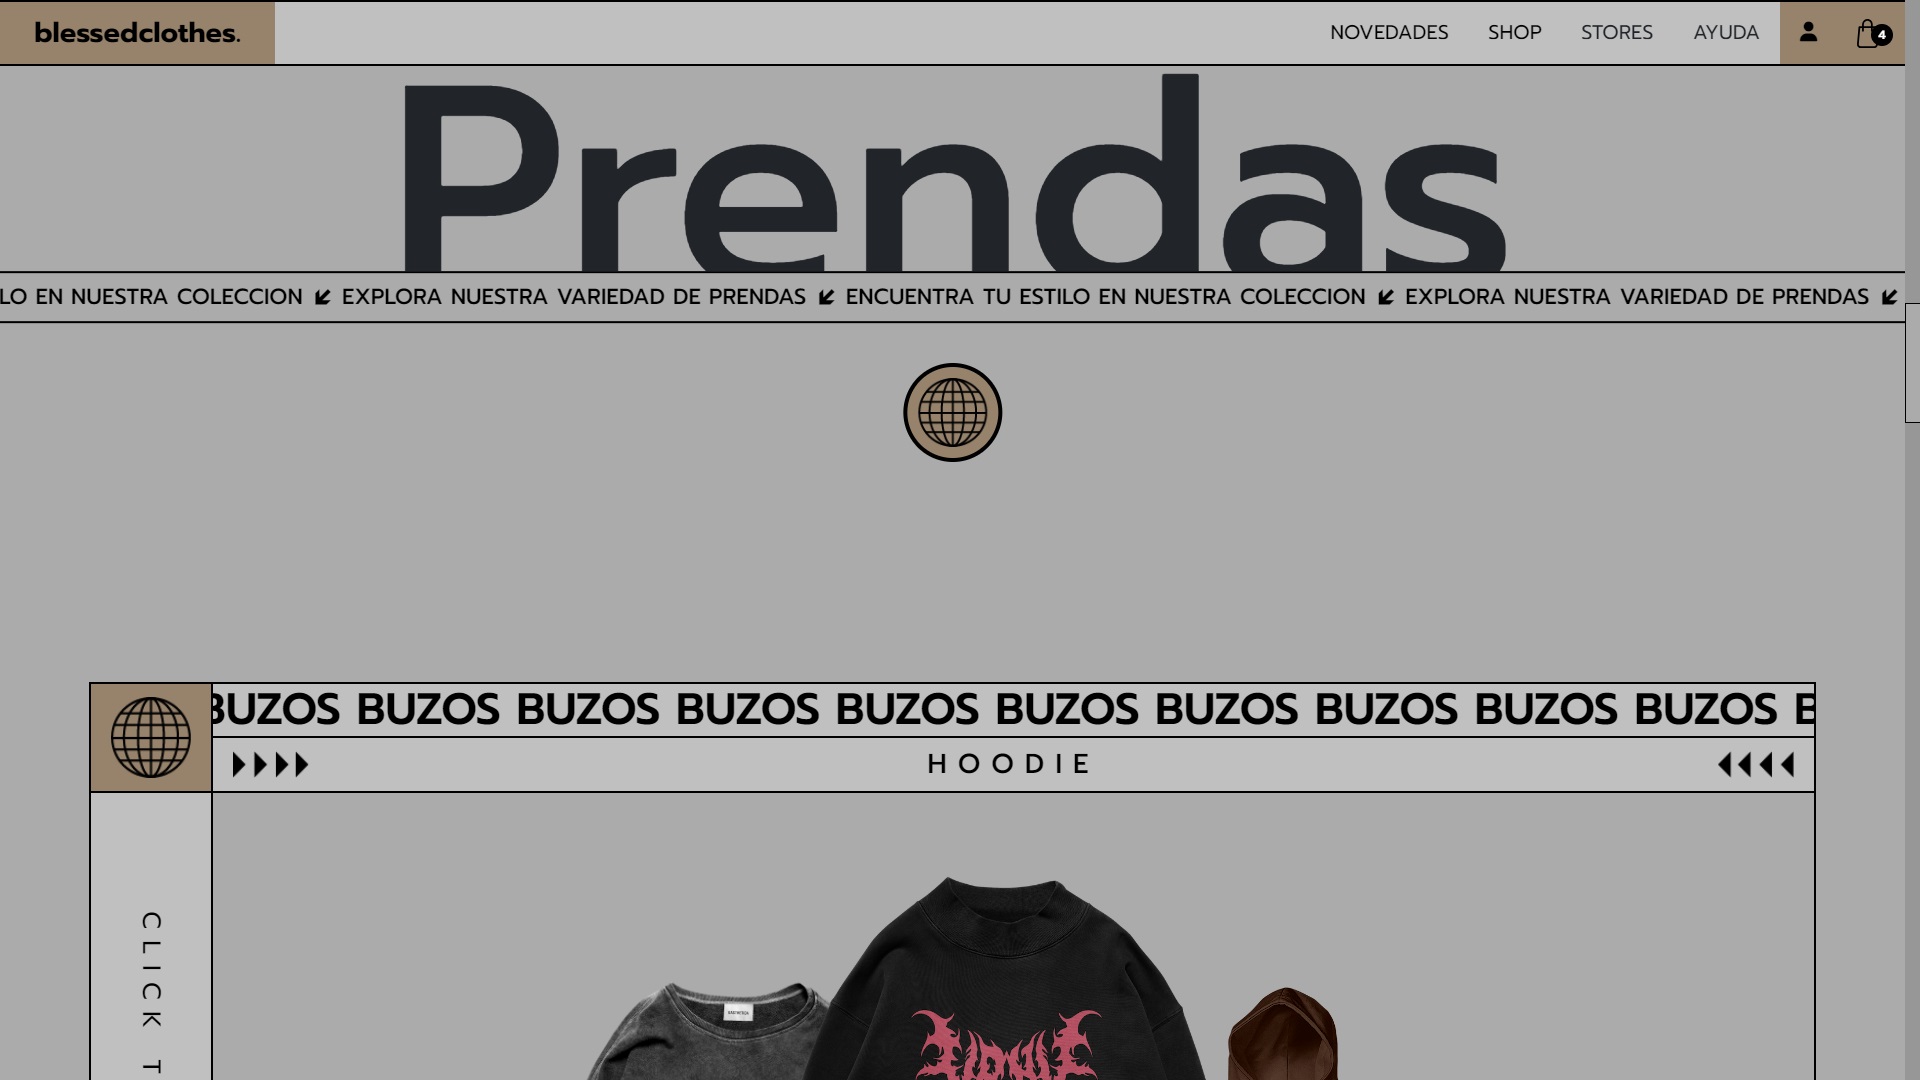 blessedclothes.
NOVEDADES SHOP STORES AYUDA 4
Prendas
LO EN NUESTRA COLECCION EXPLORA NUESTRA VARIEDAD DE PRENDAS ENCUENTRA TU ESTILO EN NUESTRA COLECCION EXPLORA NUESTRA VARIEDAD DE PRENDAS
BUZOS BUZOS BUZOS BUZOS BUZOS BUZOS BUZOS BUZOS BUZOS BUZOS B
HOODIE
CLICK T